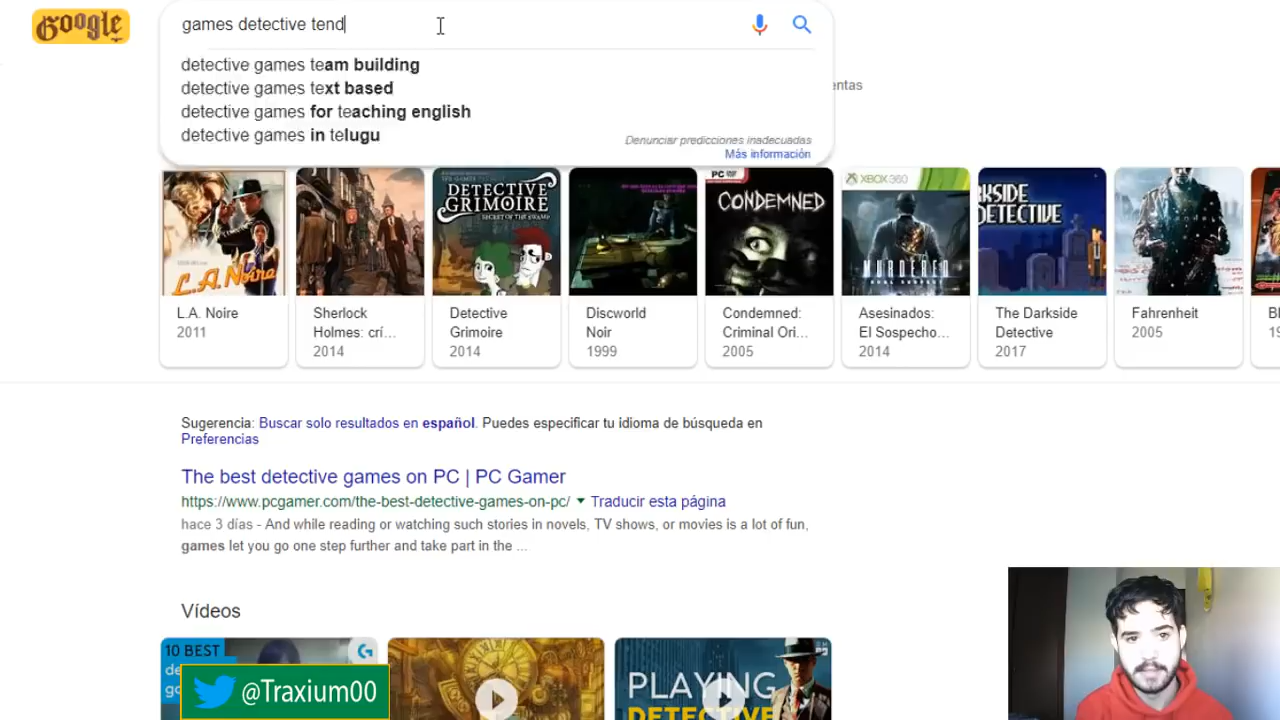 Google
games detective tend
detective games team building
detective games text based
detective games for teaching english
detective games in telugu
Denunciar predicciones inadecuadas
Más información
entas
L.A. Noire
DETECTIVE
GRIMOIRE
SECRET OF THE SWAMP
PC
CONDEMNED
XBOX 360
MURDERED
RKSIDE
DETECTIVE
L.A. Noire
2011
Sherlock
Holmes: crí...
2014
Detective
Grimoire
2014
Discworld
Noir
1999
Condemned:
Criminal Ori...
2005
Asesinados:
El Sospecho...
2014
The Darkside
Detective
2017
Fahrenheit
2005
Sugerencia: Buscar solo resultados en español. Puedes especificar tu idioma de búsqueda en
Preferencias
The best detective games on PC | PC Gamer
https://www.pcgamer.com/the-best-detective-games-on-pc/ Traducir esta página
hace 3 días - And while reading or watching such stories in novels, TV shows, or movies is a lot of fun,
games let you go one step further and take part in the ...
Vídeos
10 BEST
PLAYING
DETECTIVE
@Traxium00